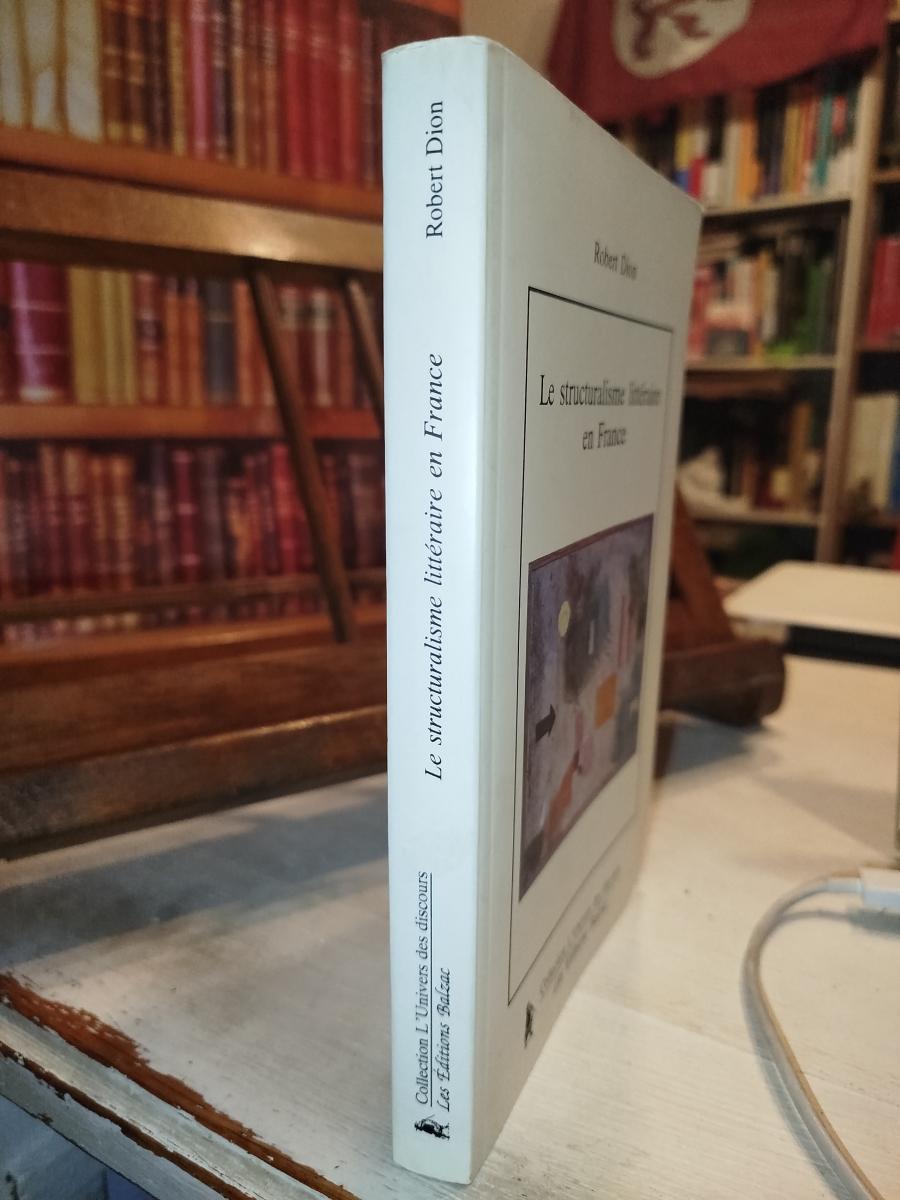 Robert Dion
Le structuralisme littéraire en France
Collection L'Univers des discours
Les Éditions Balzac
Robert Dion
Le structuralisme littéraire
en France